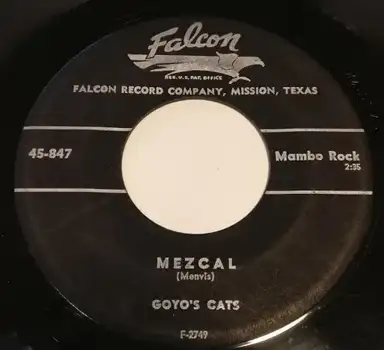 Falcon
REG. U.S. PAT. OFFICE
FALCON RECORD COMPANY, MISSION, TEXAS
45-847
Mambo Rock
2:35
MEZCAL
(Menvis)
GOYO'S CATS
F-2749